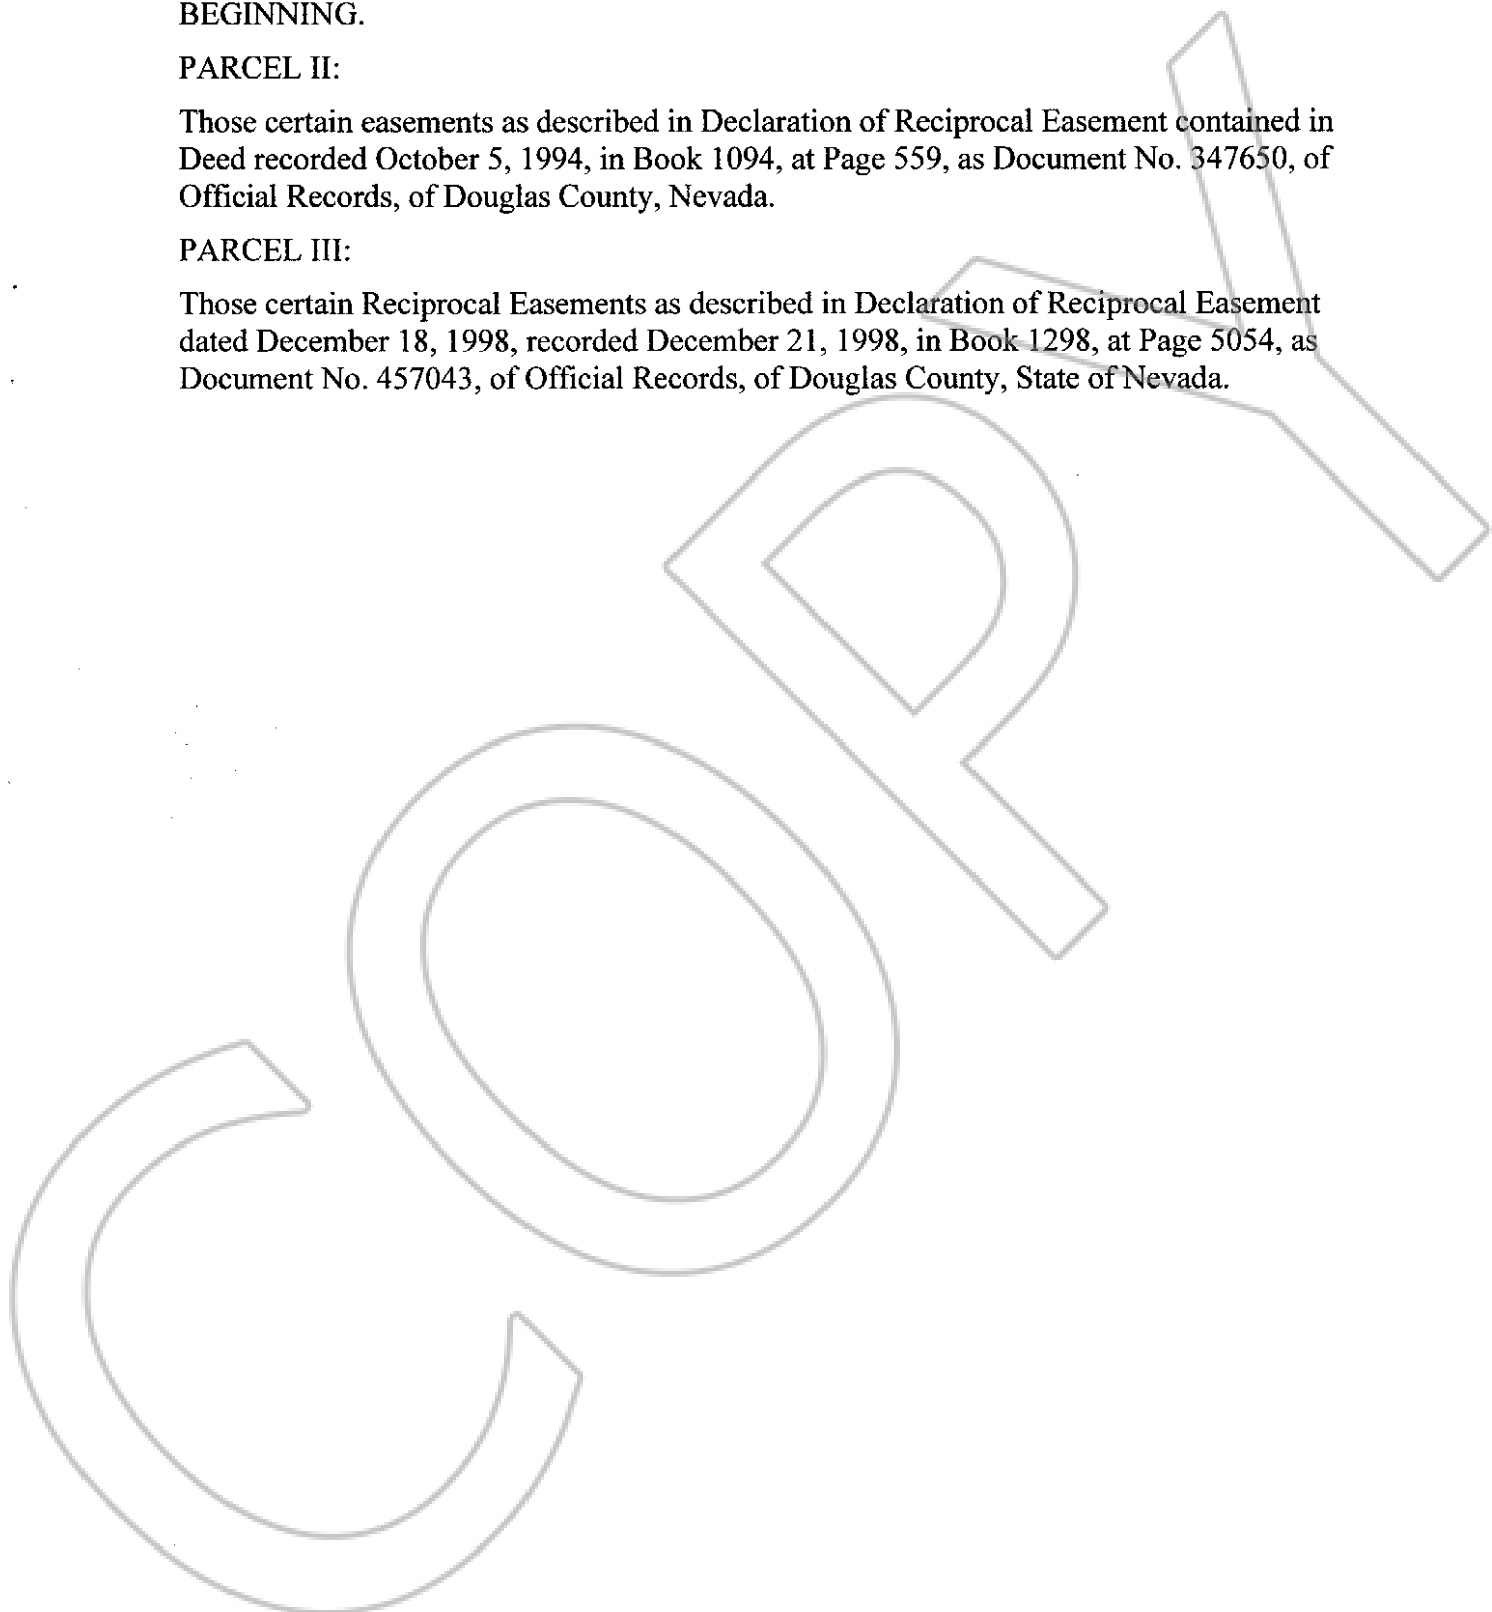 BEGINNING.
PARCEL II:
Those certain easements as described in Declaration of Reciprocal Easement contained in
Deed recorded October 5, 1994, in Book 1094, at Page 559, as Document No. 347650, of
Official Records, of Douglas County, Nevada.
PARCEL III:
Those certain Reciprocal Easements as described in Declaration of Reciprocal Easement
dated December 18, 1998, recorded December 21, 1998, in Book 1298, at Page 5054, as
Document No. 457043, of Official Records, of Douglas County, State of Nevada.
COPY